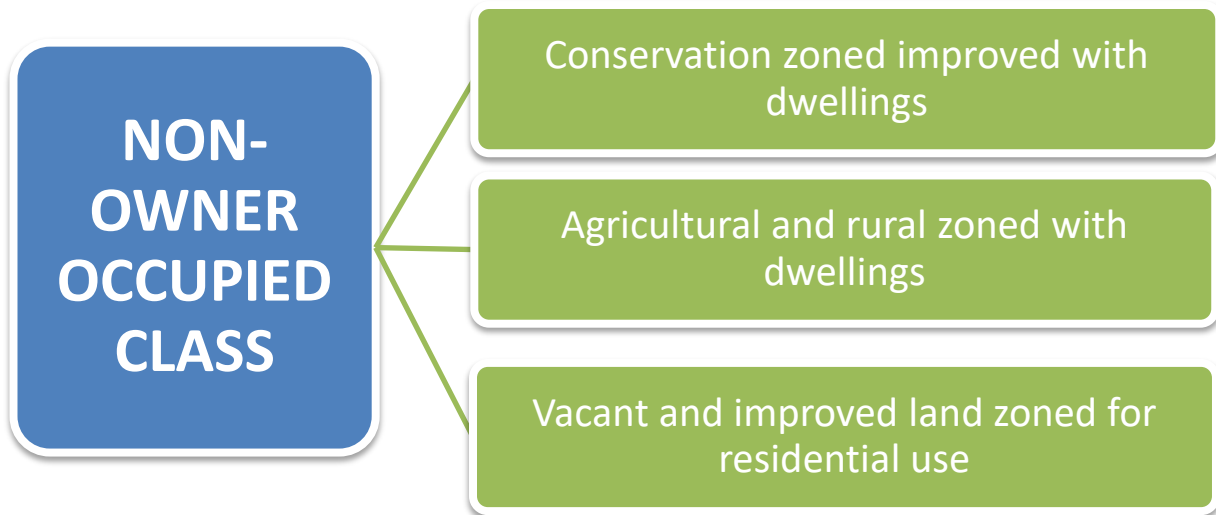 NON-
OWNER
OCCUPIED
CLASS
Conservation zoned improved with
dwellings
Agricultural and rural zoned with
dwellings
Vacant and improved land zoned for
residential use